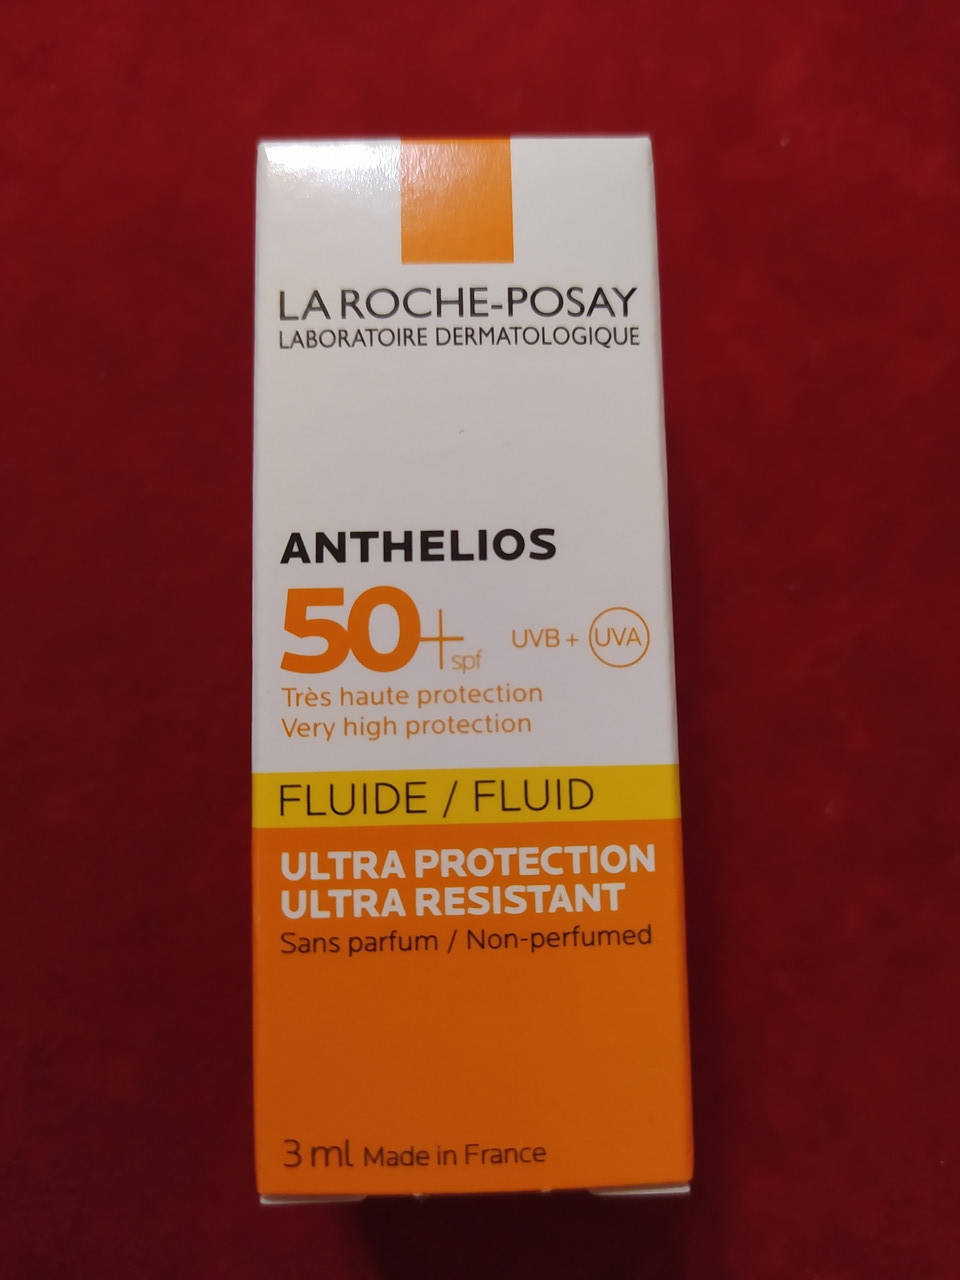 LA ROCHE-POSAY
LABORATOIRE DERMATOLOGIQUE
ANTHELIOS
50+ spf UVB + UVA
Très haute protection
Very high protection
FLUIDE / FLUID
ULTRA PROTECTION
ULTRA RESISTANT
Sans parfum / Non-perfumed
3 ml Made in France